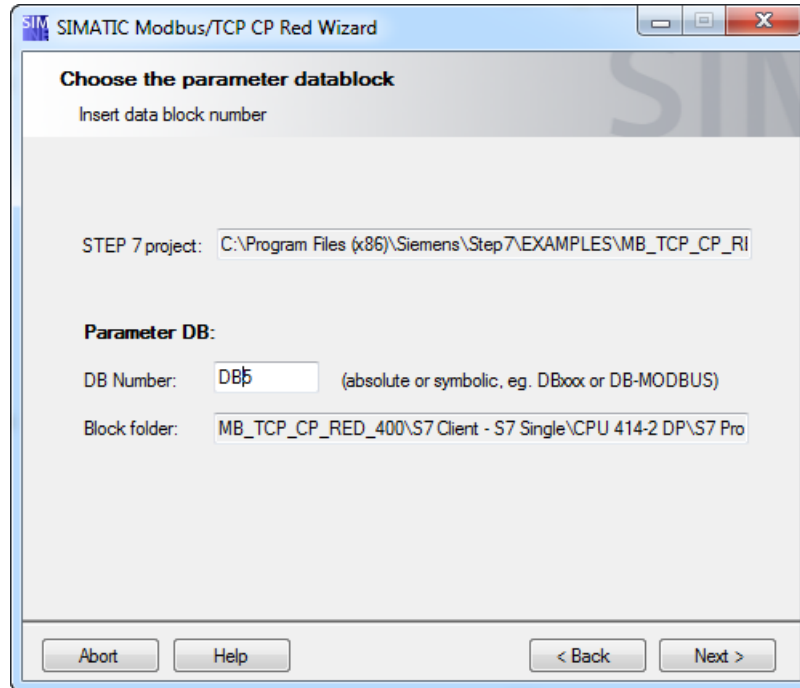 SIMATIC Modbus/TCP CP Red Wizard
Choose the parameter datablock
Insert data block number
STEP 7 project: C:\Program Files (x86)\Siemens\Step7\EXAMPLES\MB_TCP_CP_RI
Parameter DB:
DB Number: DB5 (absolute or symbolic, eg. DBxxx or DB-MODBUS)
Block folder: MB_TCP_CP_RED_400\S7 Client - S7 Single\CPU 414-2 DP\S7 Pro
Abort Help < Back Next >